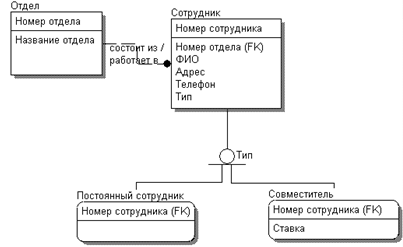 Отдел
Номер отдела
Название отдела
состоит из /
работает в
Сотрудник
Номер сотрудника
Номер отдела (FK)
ФИО
Адрес
Телефон
Тип
Тип
Постоянный сотрудник
Номер сотрудника (FK)
Совместитель
Номер сотрудника (FK)
Ставка